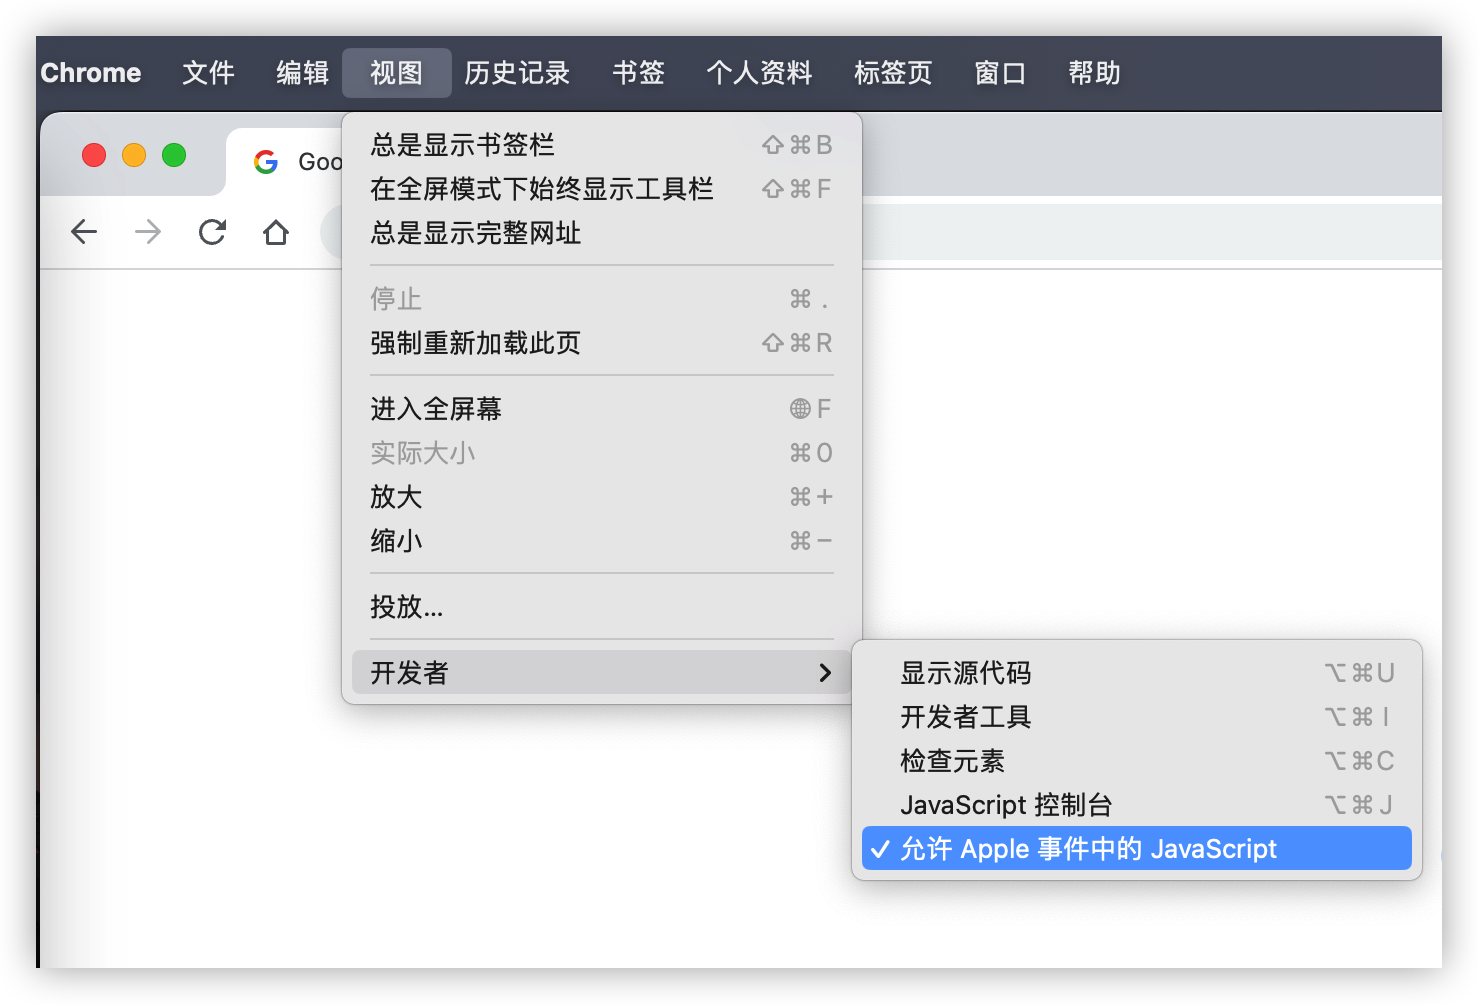 Chrome 文件 编辑 视图 历史记录 书签 个人资料 标签页 窗口 帮助
Goo
总是显示书签栏 ⇧⌘B
在全屏模式下始终显示工具栏 ⇧⌘F
总是显示完整网址
停止 ⌘.
强制重新加载此页 ⇧⌘R
进入全屏幕 🌐F
实际大小 ⌘0
放大 ⌘+
缩小 ⌘−
投放...
开发者
显示源代码 ⌥⌘U
开发者工具 ⌥⌘I
检查元素 ⌥⌘C
JavaScript 控制台 ⌥⌘J
✓ 允许 Apple 事件中的 JavaScript